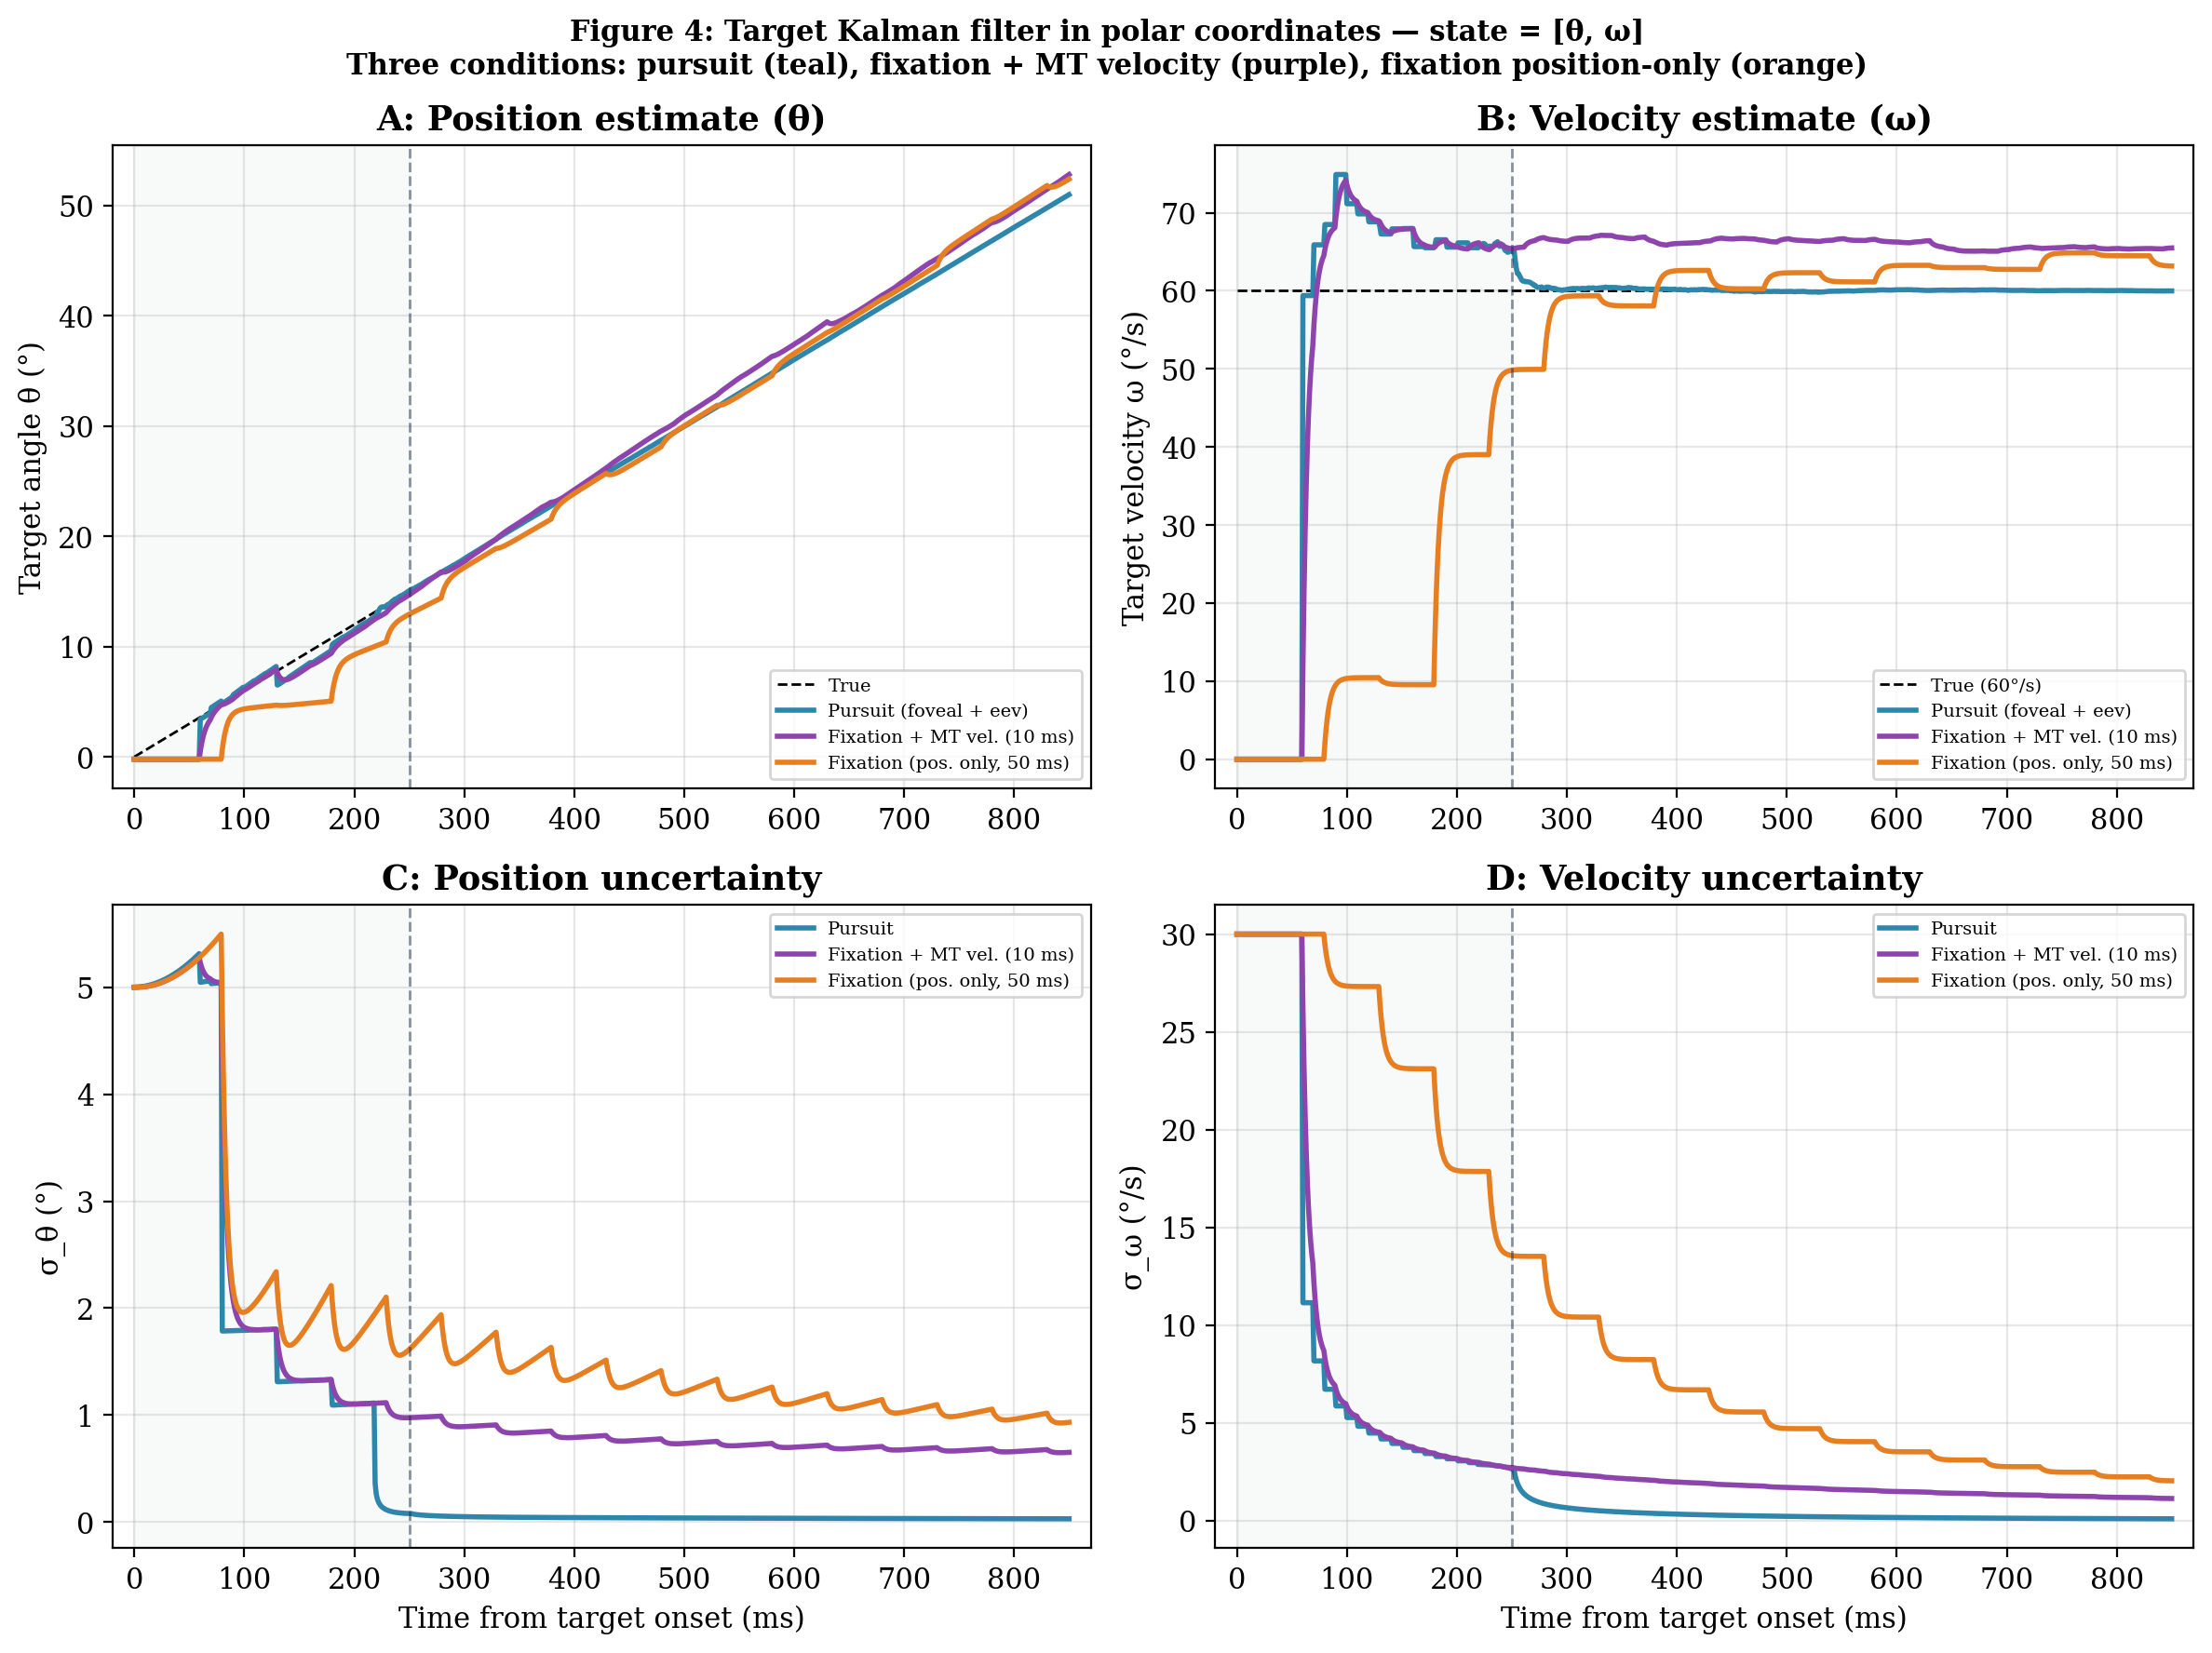 Figure 4: Target Kalman filter in polar coordinates — state = [θ, ω]
Three conditions: pursuit (teal), fixation + MT velocity (purple), fixation position-only (orange)
A: Position estimate (θ)
Target angle θ (°)
50
40
30
20
10
0
0 100 200 300 400 500 600 700 800
True
Pursuit (foveal + eev)
Fixation + MT vel. (10 ms)
Fixation (pos. only, 50 ms)
B: Velocity estimate (ω)
Target velocity ω (°/s)
70
60
50
40
30
20
10
0
0 100 200 300 400 500 600 700 800
True (60°/s)
Pursuit (foveal + eev)
Fixation + MT vel. (10 ms)
Fixation (pos. only, 50 ms)
C: Position uncertainty
σ_θ (°)
5
4
3
2
1
0
0 100 200 300 400 500 600 700 800
Time from target onset (ms)
Pursuit
Fixation + MT vel. (10 ms)
Fixation (pos. only, 50 ms)
D: Velocity uncertainty
σ_ω (°/s)
30
25
20
15
10
5
0
0 100 200 300 400 500 600 700 800
Time from target onset (ms)
Pursuit
Fixation + MT vel. (10 ms)
Fixation (pos. only, 50 ms)